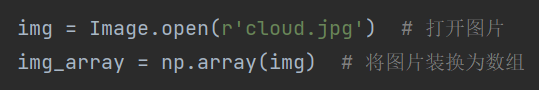 img = Image.open(r'cloud.jpg')  # 打开图片
img_array = np.array(img)  # 将图片装换为数组